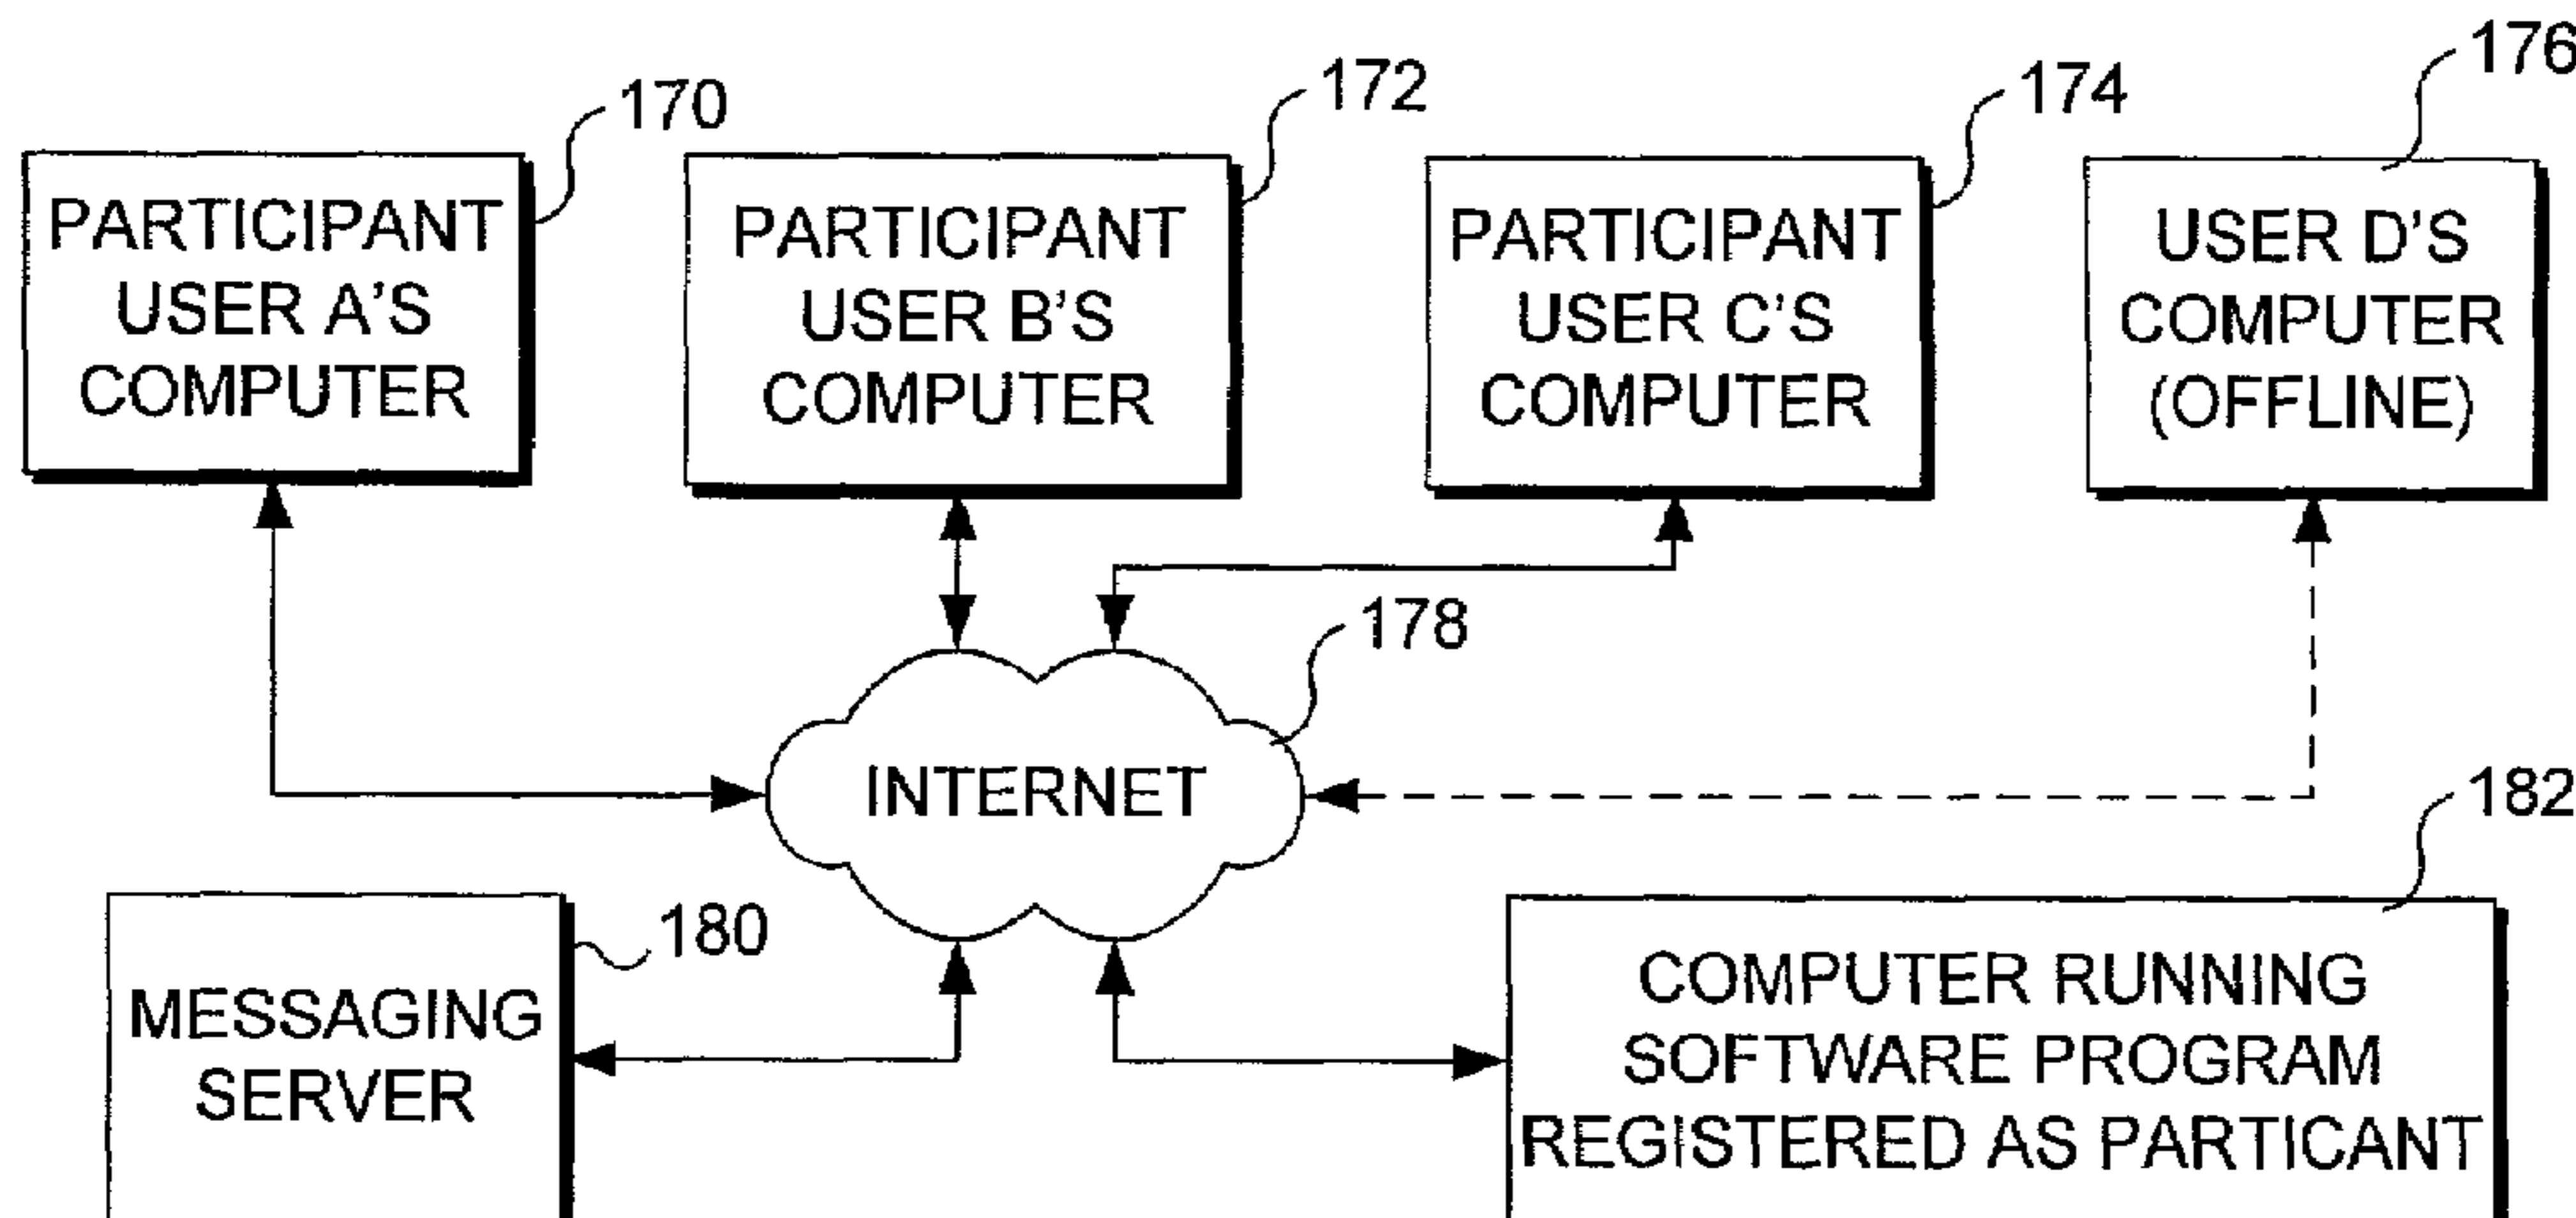 170
172
174
176
PARTICIPANT
USER A'S
COMPUTER
PARTICIPANT
USER B'S
COMPUTER
PARTICIPANT
USER C'S
COMPUTER
USER D'S
COMPUTER
(OFFLINE)
178
INTERNET
180
MESSAGING
SERVER
182
COMPUTER RUNNING
SOFTWARE PROGRAM
REGISTERED AS PARTICANT